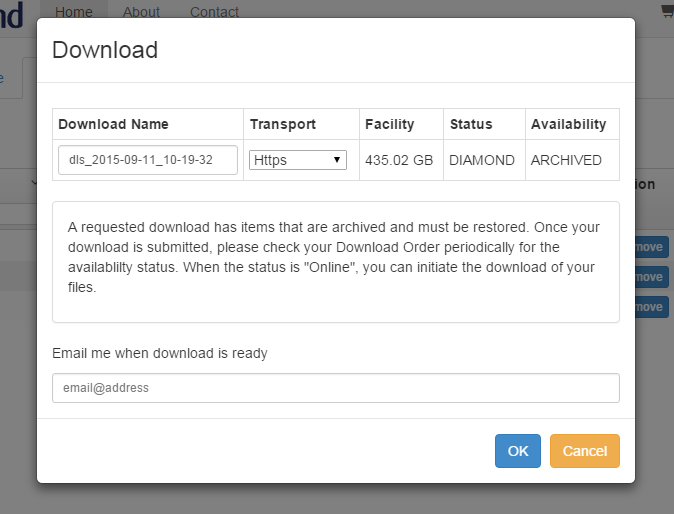 nd
Home About Contact
Download
Download Name Transport Facility Status Availability
dls_2015-09-11_10-19-32 Https 435.02 GB DIAMOND ARCHIVED
ion
A requested download has items that are archived and must be restored. Once your
download is submitted, please check your Download Order periodically for the
availablilty status. When the status is "Online", you can initiate the download of your
files.
move
move
move
Email me when download is ready
email@address
OK Cancel